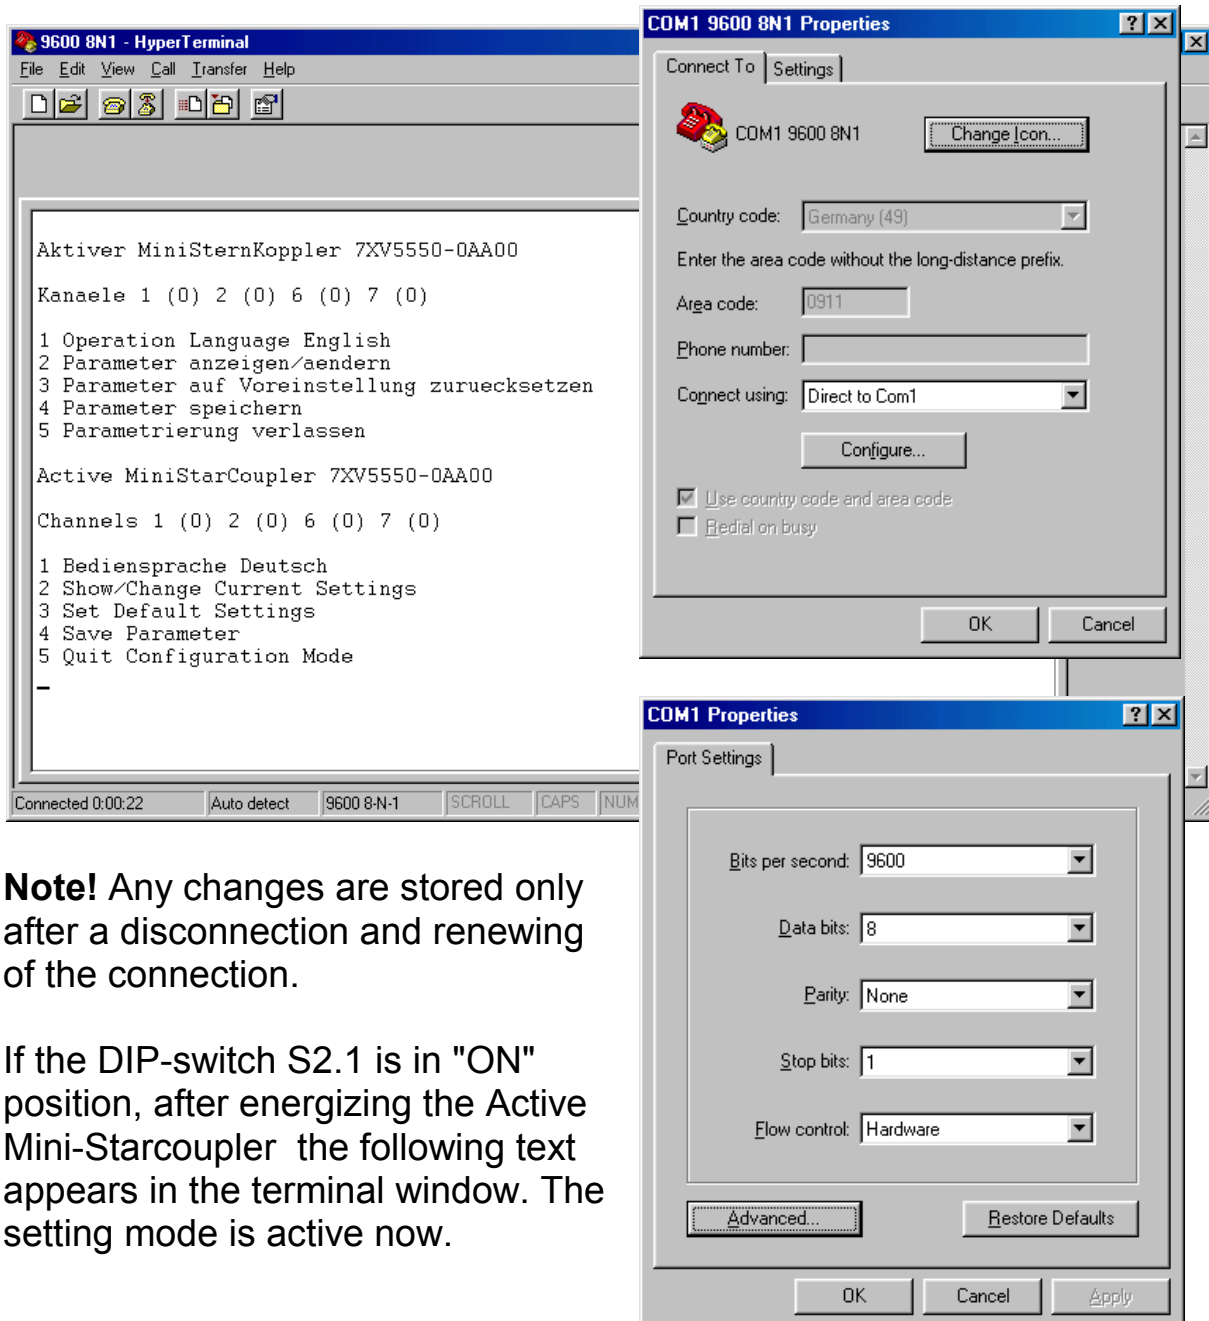 9600 8N1 - HyperTerminal
File Edit View Call Transfer Help
Aktiver MiniSternKoppler 7XV5550-0AA00
Kanaele 1 (0) 2 (0) 6 (0) 7 (0)
1 Operation Language English
2 Parameter anzeigen/aendern
3 Parameter auf Voreinstellung zuruecksetzen
4 Parameter speichern
5 Parametrierung verlassen
Active MiniStarCoupler 7XV5550-0AA00
Channels 1 (0) 2 (0) 6 (0) 7 (0)
1 Bediensprache Deutsch
2 Show/Change Current Settings
3 Set Default Settings
4 Save Parameter
5 Quit Configuration Mode
Connected 0:00:22 Auto detect 9600 8-N-1 SCROLL CAPS NUM
COM1 9600 8N1 Properties
Connect To Settings
COM1 9600 8N1 Change Icon...
Country code: Germany (49)
Enter the area code without the long-distance prefix.
Area code: 0911
Phone number:
Connect using: Direct to Com1
Configure...
Use country code and area code
Redial on busy
OK Cancel
COM1 Properties
Port Settings
Bits per second: 9600
Data bits: 8
Parity: None
Stop bits: 1
Flow control: Hardware
Advanced... Restore Defaults
OK Cancel Apply
Note! Any changes are stored only
after a disconnection and renewing
of the connection.
If the DIP-switch S2.1 is in "ON"
position, after energizing the Active
Mini-Starcoupler the following text
appears in the terminal window. The
setting mode is active now.